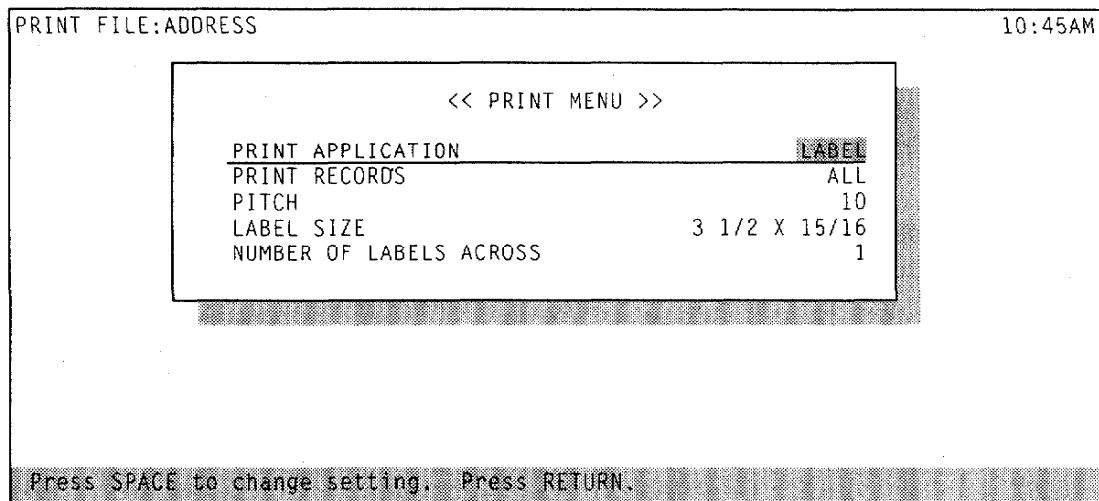 PRINT FILE:ADDRESS 10:45AM
<< PRINT MENU >>
PRINT APPLICATION LABEL
PRINT RECORDS ALL
PITCH 10
LABEL SIZE 3 1/2 X 15/16
NUMBER OF LABELS ACROSS 1
Press SPACE to change setting. Press RETURN.